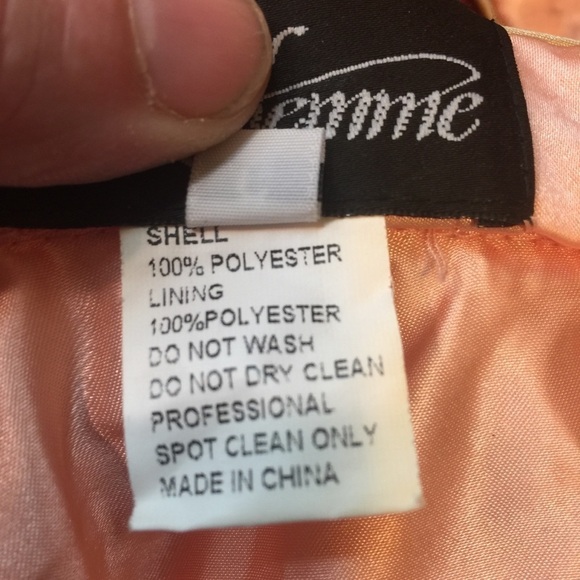 SHELL
100% POLYESTER
LINING
100%POLYESTER
DO NOT WASH
DO NOT DRY CLEAN
PROFESSIONAL
SPOT CLEAN ONLY
MADE IN CHINA